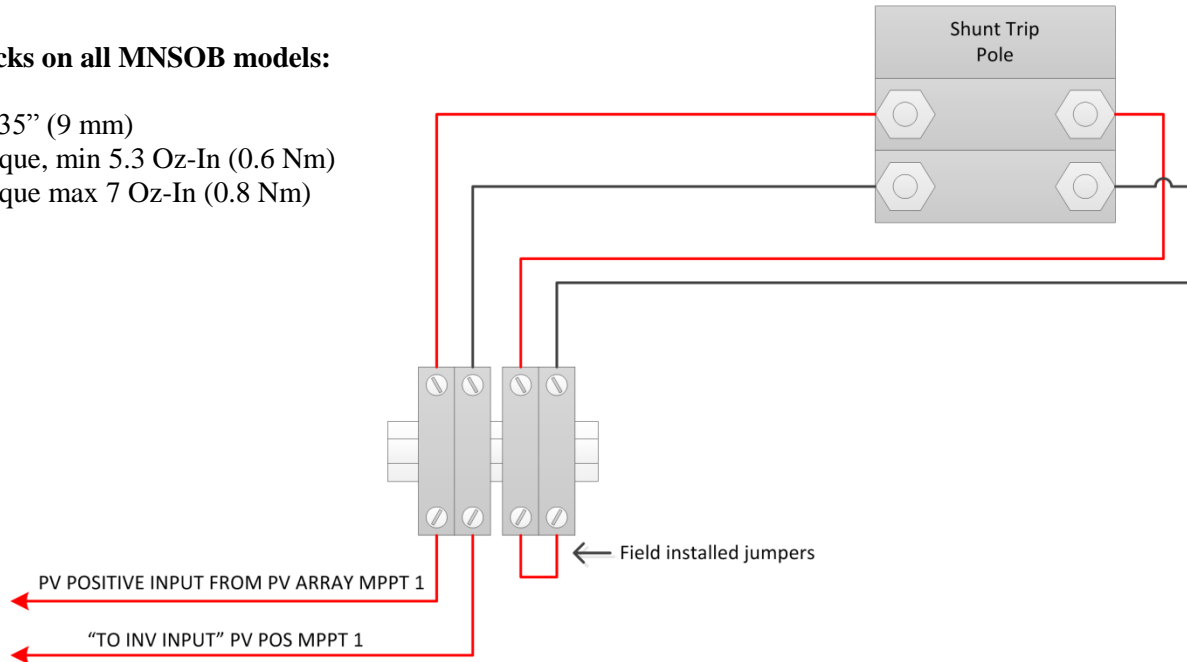 cks on all MNSOB models:
35” (9 mm)
que, min 5.3 Oz-In (0.6 Nm)
que max 7 Oz-In (0.8 Nm)
Shunt Trip
Pole
Field installed jumpers
PV POSITIVE INPUT FROM PV ARRAY MPPT 1
“TO INV INPUT” PV POS MPPT 1